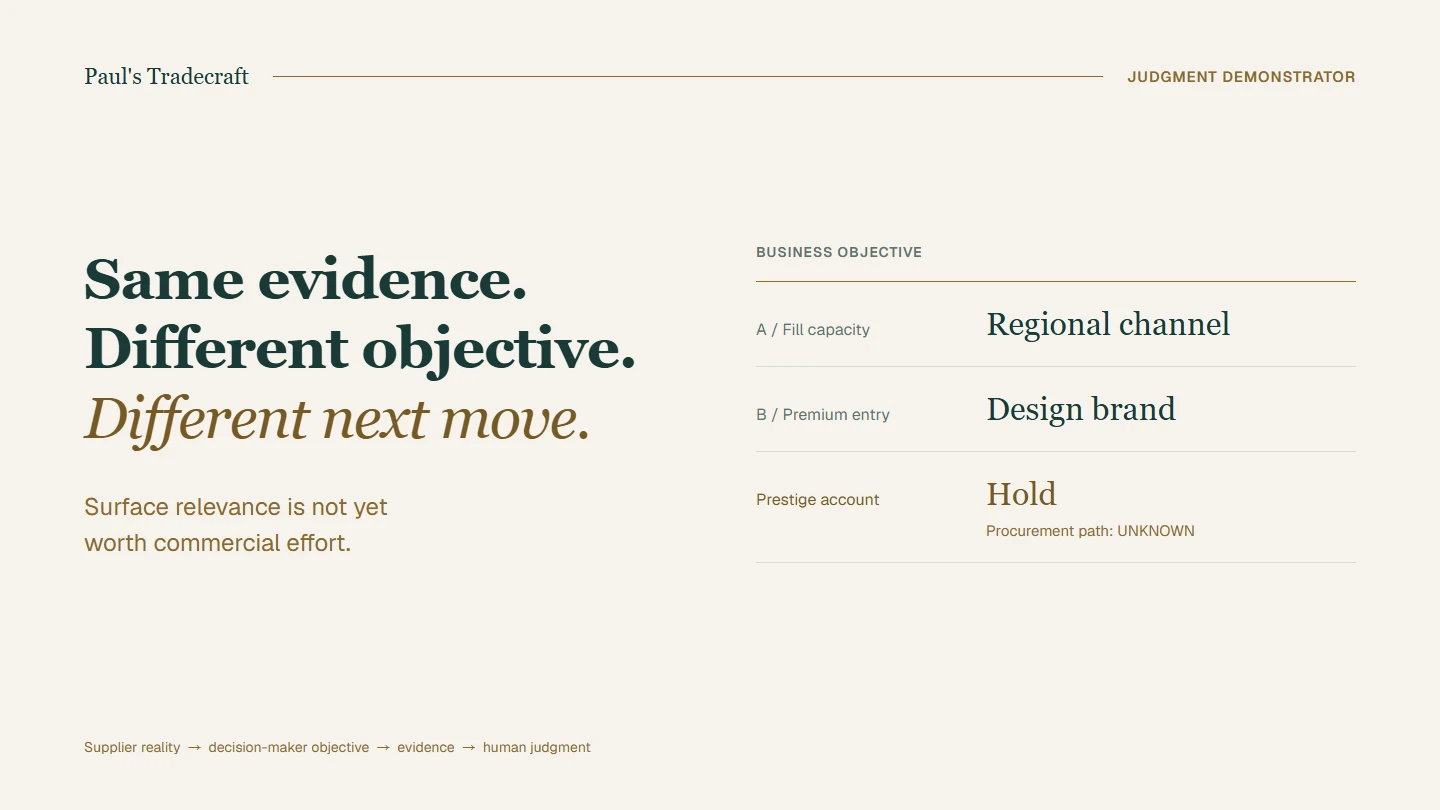 Paul's Tradecraft
JUDGMENT DEMONSTRATOR
Same evidence.
Different objective.
Different next move.
Surface relevance is not yet
worth commercial effort.
BUSINESS OBJECTIVE
A / Fill capacity
Regional channel
B / Premium entry
Design brand
Prestige account
Hold
Procurement path: UNKNOWN
Supplier reality → decision-maker objective → evidence → human judgment